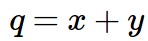 q = x + y